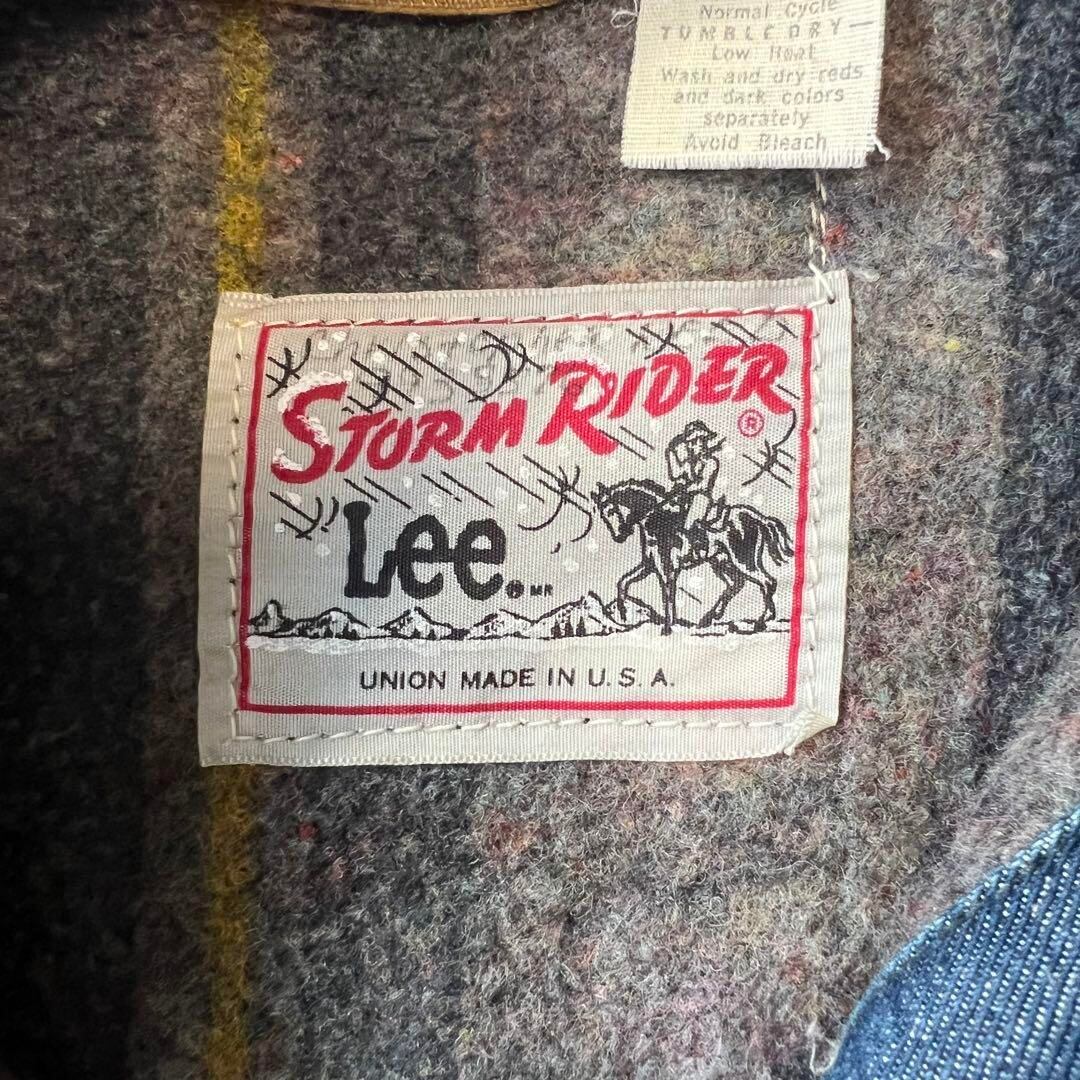 Normal Cycle
TUMBLE DRY—
Low Heat
Wash and dry reds
and dark colors
separately
Avoid Bleach
STORM RIDER ®
Lee ® MR
UNION MADE IN U.S.A.